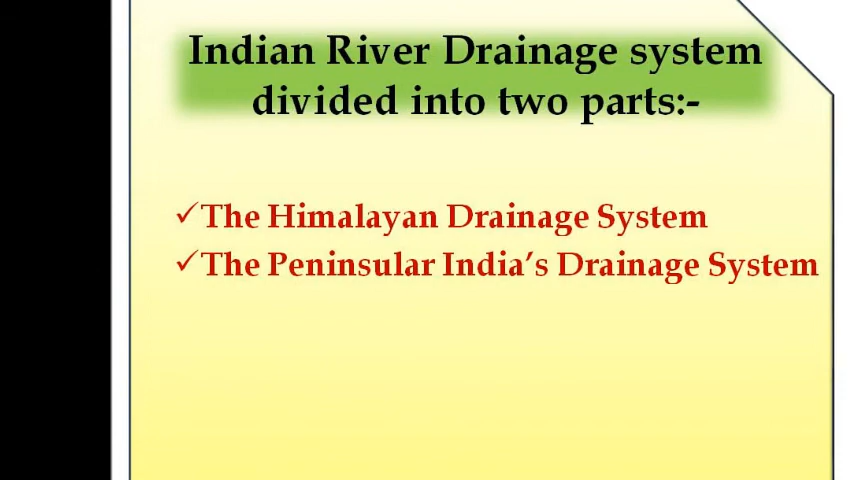 Indian River Drainage system
divided into two parts:-
✓The Himalayan Drainage System
✓The Peninsular India’s Drainage System